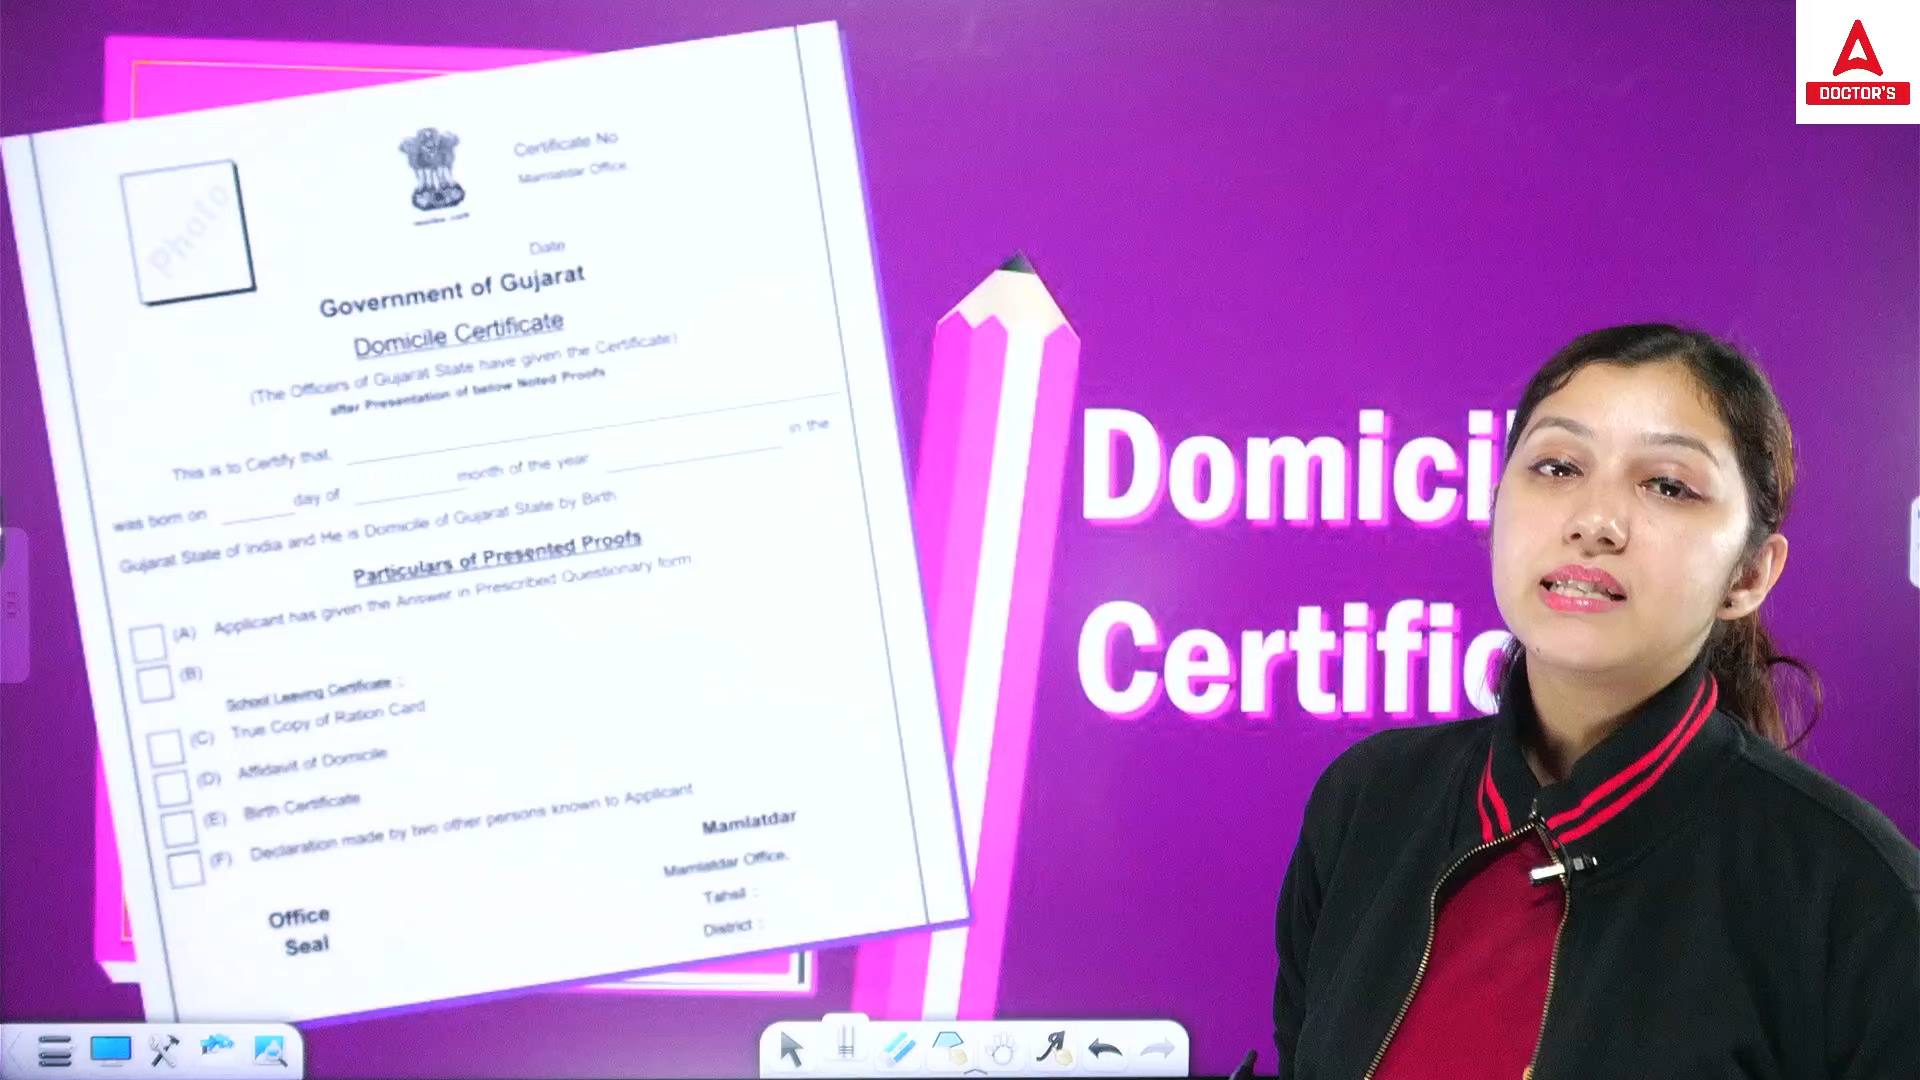 DOCTOR'S
Photo
Certificate No
Mamlatdar Office
Date
Government of Gujarat
Domicile Certificate
(The Officers of Gujarat State have given the Certificate)
after Presentation of below Noted Proofs
This is to Certify that,
was born on day of month of the year in the
Gujarat State of India and He is Domicile of Gujarat State by Birth
Particulars of Presented Proofs
(A) Applicant has given the Answer in Prescribed Questionary form
(B)
School Leaving Certificate :
(C) True Copy of Ration Card
(D) Affidavit of Domicile
(E) Birth Certificate
(F) Declaration made by two other persons known to Applicant
Mamlatdar
Mamlatdar Office,
Tahsil :
District :
Office
Seal
Domicil
Certific